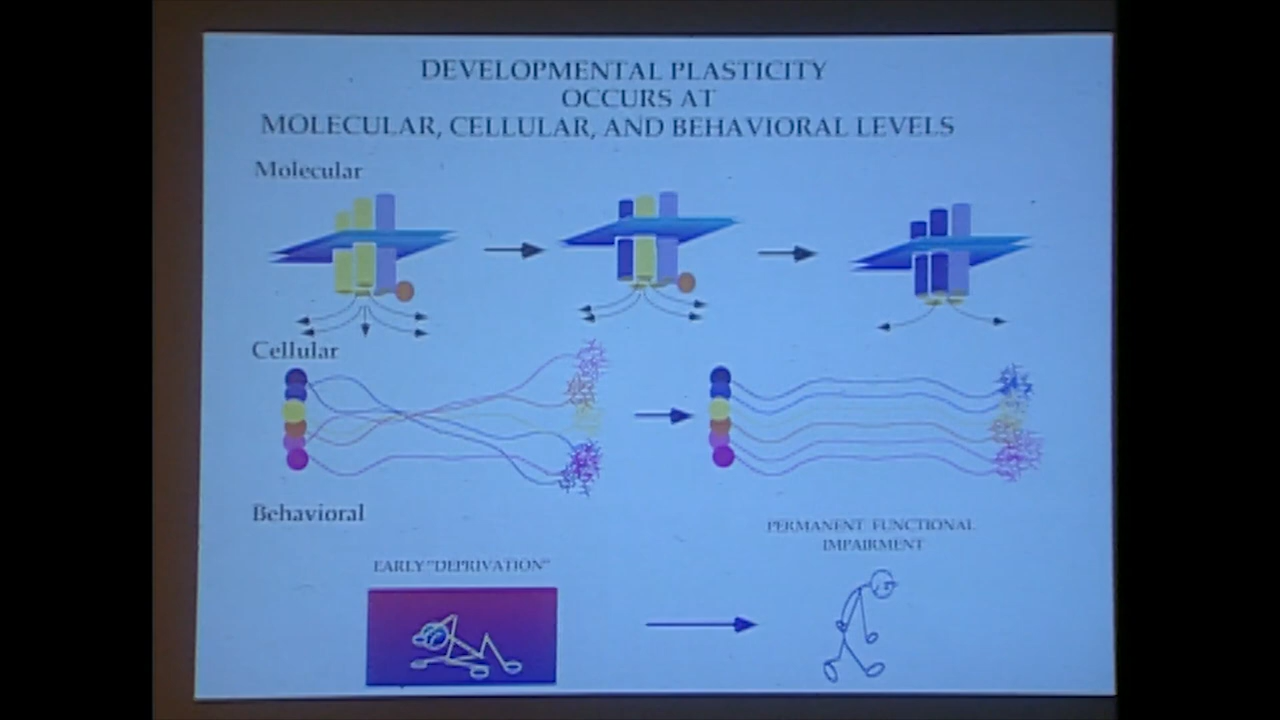 DEVELOPMENTAL PLASTICITY
OCCURS AT
MOLECULAR, CELLULAR, AND BEHAVIORAL LEVELS
Molecular
Cellular
Behavioral
PERMANENT FUNCTIONAL
IMPAIRMENT
EARLY "DEPRIVATION"